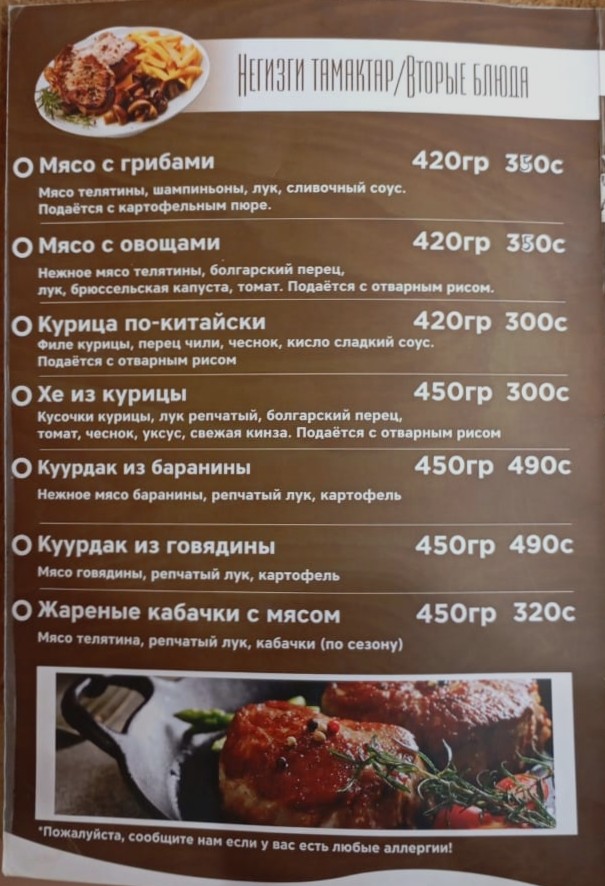 Негизги тамактар/Вторые блюда
Мясо с грибами 420гр 350с
Мясо телятины, шампиньоны, лук, сливочный соус.
Подаётся с картофельным пюре.
Мясо с овощами 420гр 350с
Нежное мясо телятины, болгарский перец,
лук, брюссельская капуста, томат. Подаётся с отварным рисом.
Курица по-китайски 420гр 300с
Филе курицы, перец чили, чеснок, кисло сладкий соус.
Подаётся с отварным рисом
Хе из курицы 450гр 300с
Кусочки курицы, лук репчатый, болгарский перец,
томат, чеснок, уксус, свежая кинза. Подаётся с отварным рисом
Куурдак из баранины 450гр 490с
Нежное мясо баранины, репчатый лук, картофель
Куурдак из говядины 450гр 490с
Мясо говядины, репчатый лук, картофель
Жареные кабачки с мясом 450гр 320с
Мясо телятина, репчатый лук, кабачки (по сезону)
*Пожалуйста, сообщите нам если у вас есть любые аллергии!